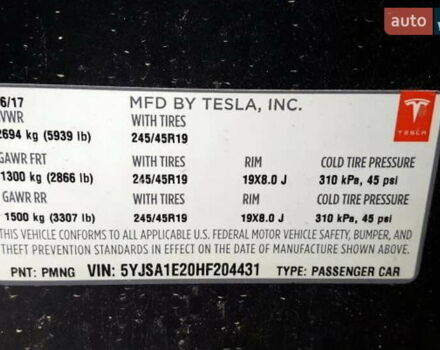 auto
6/17 MFD BY TESLA, INC.
VWR WITH TIRES
2694 kg (5939 lb) 245/45R19
TESLA
GAWR FRT WITH TIRES RIM COLD TIRE PRESSURE
1300 kg (2866 lb) 245/45R19 19X8.0 J 310 kPa, 45 psi
GAWR RR WITH TIRES RIM COLD TIRE PRESSURE
1500 kg (3307 lb) 245/45R19 19X8.0 J 310 kPa, 45 psi
THIS VEHICLE CONFORMS TO ALL APPLICABLE U.S. FEDERAL MOTOR VEHICLE SAFETY, BUMPER, AND
THEFT PREVENTION STANDARDS IN EFFECT ON THE DATE OF MANUFACTURE SHOWN ABOVE.
PNT: PMNG VIN: 5YJSA1E20HF204431 TYPE: PASSENGER CAR